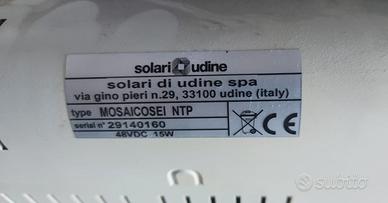 solari udine
solari di udine spa
via gino pieri n.29, 33100 udine (italy)
type MOSAICOSEI NTP
serial n° 29140160
48VDC 15W
CE
subito